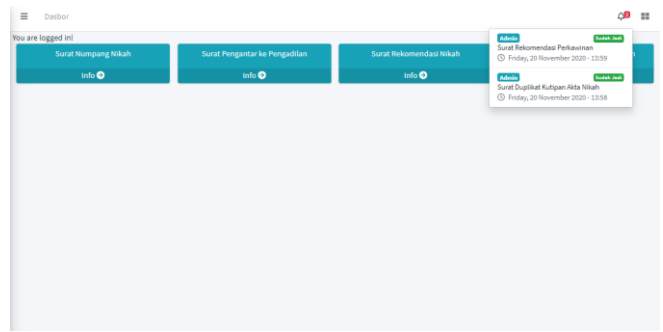 Dasbor
2
You are logged in!
Surat Numpang Nikah
Info
Surat Pengantar ke Pengadilan
Info
Surat Rekomendasi Nikah
Info
Admin
Sudah Jadi
Surat Rekomendasi Perkawinan
Friday, 20 November 2020 - 13:59
Admin
Sudah Jadi
Surat Duplikat Kutipan Akta Nikah
Friday, 20 November 2020 - 13:58